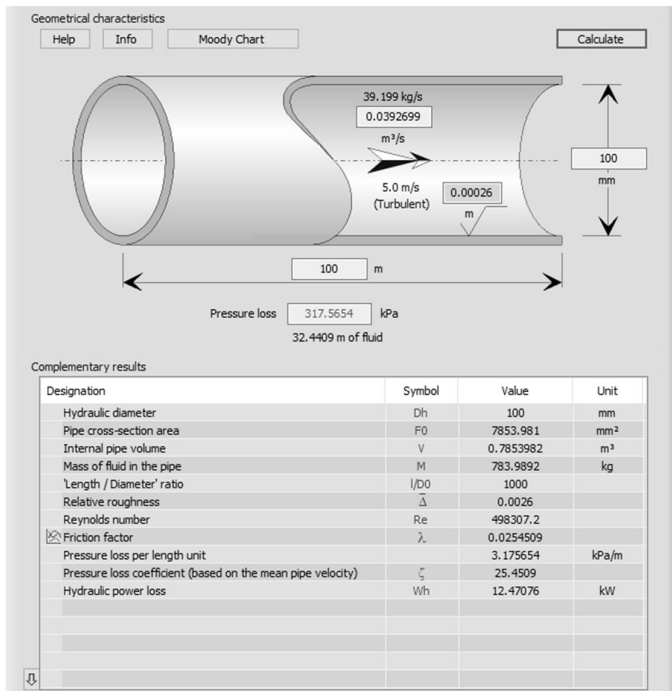 Geometrical characteristics
Help Info Moody Chart Calculate
39.199 kg/s
0.0392699
m³/s
100
mm
5.0 m/s
(Turbulent)
0.00026
m
100 m
Pressure loss 317.5654 kPa
32.4409 m of fluid
Complementary results
Designation Symbol Value Unit
Hydraulic diameter Dh 100 mm
Pipe cross-section area F0 7853.981 mm²
Internal pipe volume V 0.7853982 m³
Mass of fluid in the pipe M 783.9892 kg
'Length / Diameter' ratio l/D0 1000
Relative roughness Δ̅ 0.0026
Reynolds number Re 498307.2
Friction factor λ 0.0254509
Pressure loss per length unit 3.175654 kPa/m
Pressure loss coefficient (based on the mean pipe velocity) ζ 25.4509
Hydraulic power loss Wh 12.47076 kW